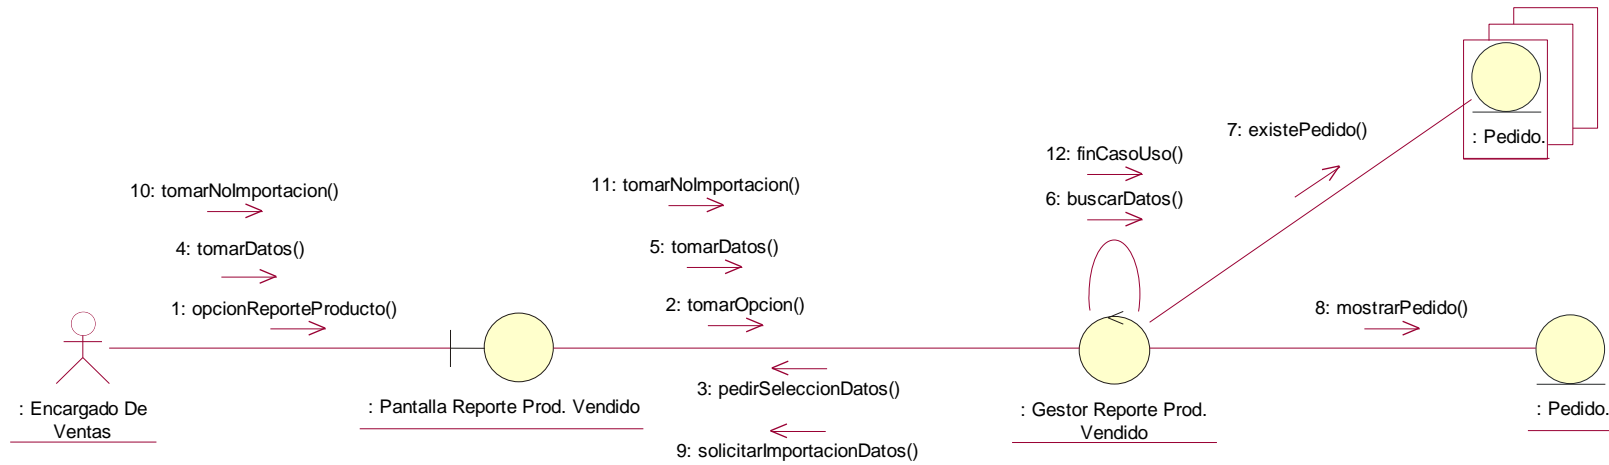 7: existePedido()
: Pedido.
12: finCasoUso()
6: buscarDatos()
10: tomarNoImportacion()
11: tomarNoImportacion()
4: tomarDatos()
5: tomarDatos()
1: opcionReporteProducto()
2: tomarOpcion()
8: mostrarPedido()
3: pedirSeleccionDatos()
: Encargado De
Ventas
: Pantalla Reporte Prod. Vendido
: Gestor Reporte Prod.
Vendido
: Pedido.
9: solicitarImportacionDatos()